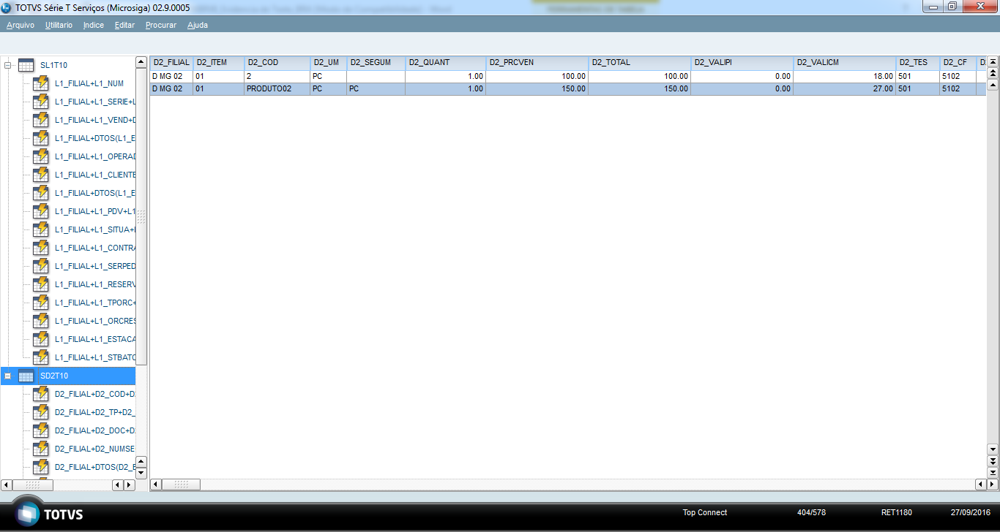 TOTVS Série T Serviços (Microsiga) 02.9.0005
Arquivo Utilitario Indice Editar Procurar Ajuda
SL1T10
L1_FILIAL+L1_NUM
L1_FILIAL+L1_SERIE+L
L1_FILIAL+L1_VEND+D
L1_FILIAL+DTOS(L1_E
L1_FILIAL+L1_OPERAD
L1_FILIAL+L1_CLIENTE
L1_FILIAL+DTOS(L1_E
L1_FILIAL+L1_PDV+L1
L1_FILIAL+L1_SITUA+
L1_FILIAL+L1_CONTRA
L1_FILIAL+L1_SERPED
L1_FILIAL+L1_RESERV
L1_FILIAL+L1_TPORC+
L1_FILIAL+L1_ORCRES
L1_FILIAL+L1_ESTACA
L1_FILIAL+L1_STBATC
SD2T10
D2_FILIAL+D2_COD+D
D2_FILIAL+D2_TP+D2_
D2_FILIAL+D2_DOC+D
D2_FILIAL+D2_NUMSE
D2_FILIAL+DTOS(D2_E
D2_FILIAL D2_ITEM D2_COD D2_UM D2_SEGUM D2_QUANT D2_PRCVEN D2_TOTAL D2_VALIPI D2_VALICM D2_TES D2_CF
D MG 02 01 2 PC 1.00 100.00 100.00 0.00 18.00 501 5102
D MG 02 01 PRODUTO02 PC PC 1.00 150.00 150.00 0.00 27.00 501 5102
TOTVS
Top Connect 404/578 RET1180 27/09/2016